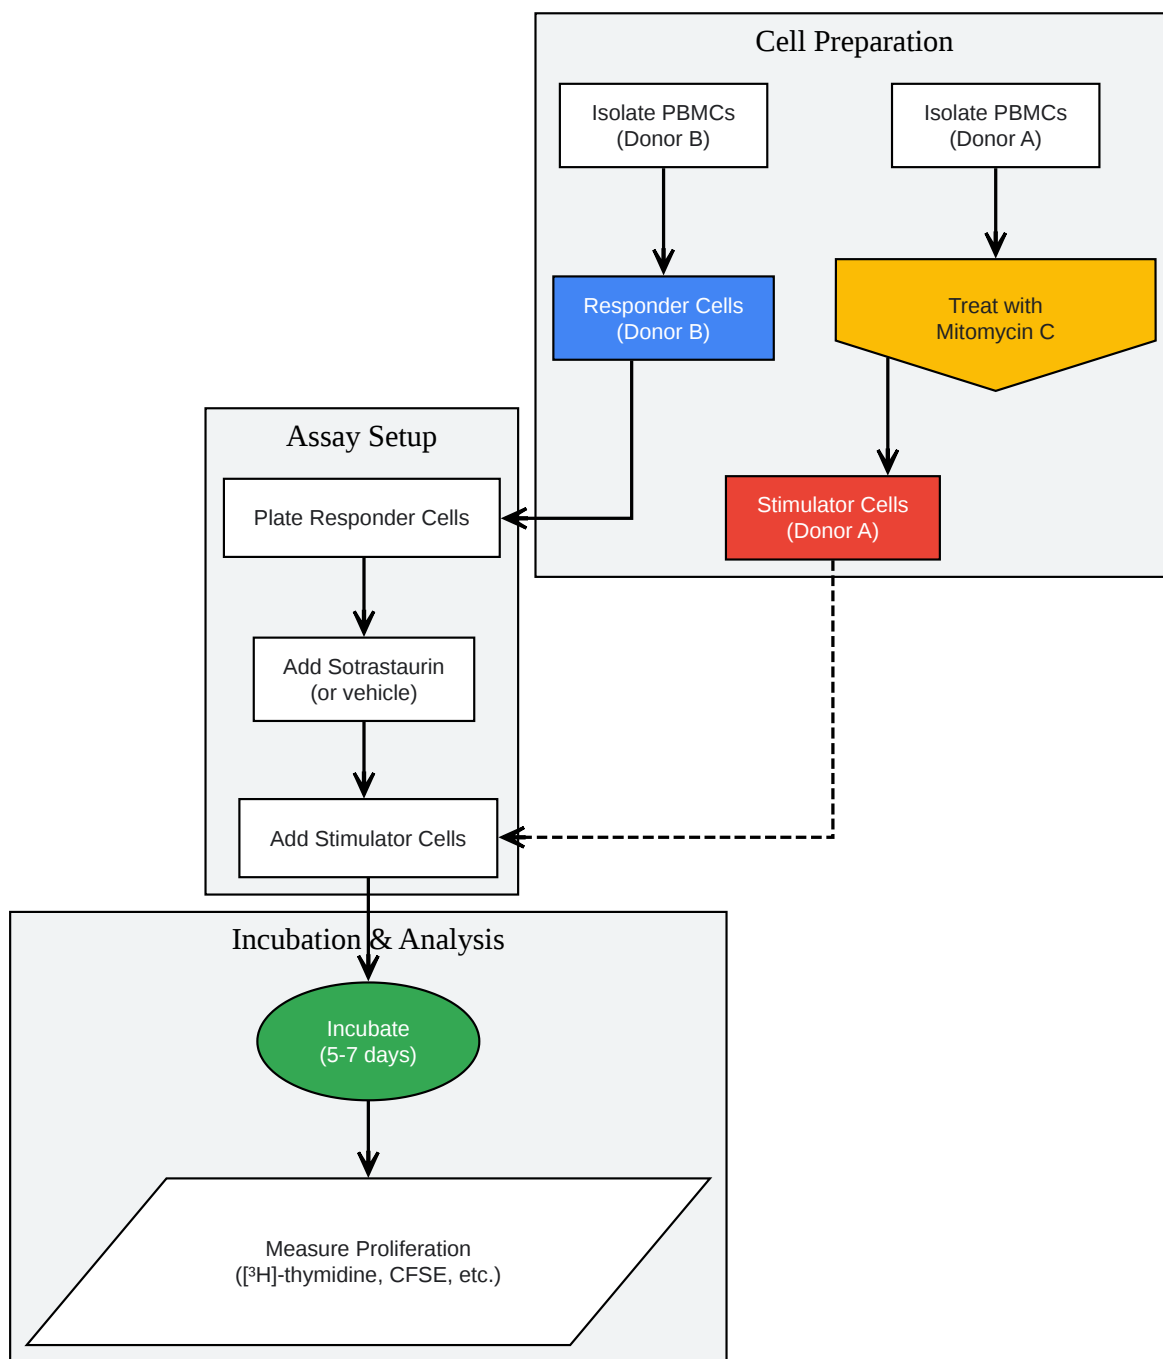 Cell Preparation
Isolate PBMCs
(Donor B)
Isolate PBMCs
(Donor A)
Responder Cells
(Donor B)
Treat with
Mitomycin C
Stimulator Cells
(Donor A)
Assay Setup
Plate Responder Cells
Add Sotrastaurin
(or vehicle)
Add Stimulator Cells
Incubation & Analysis
Incubate
(5-7 days)
Measure Proliferation
([³H]-thymidine, CFSE, etc.)